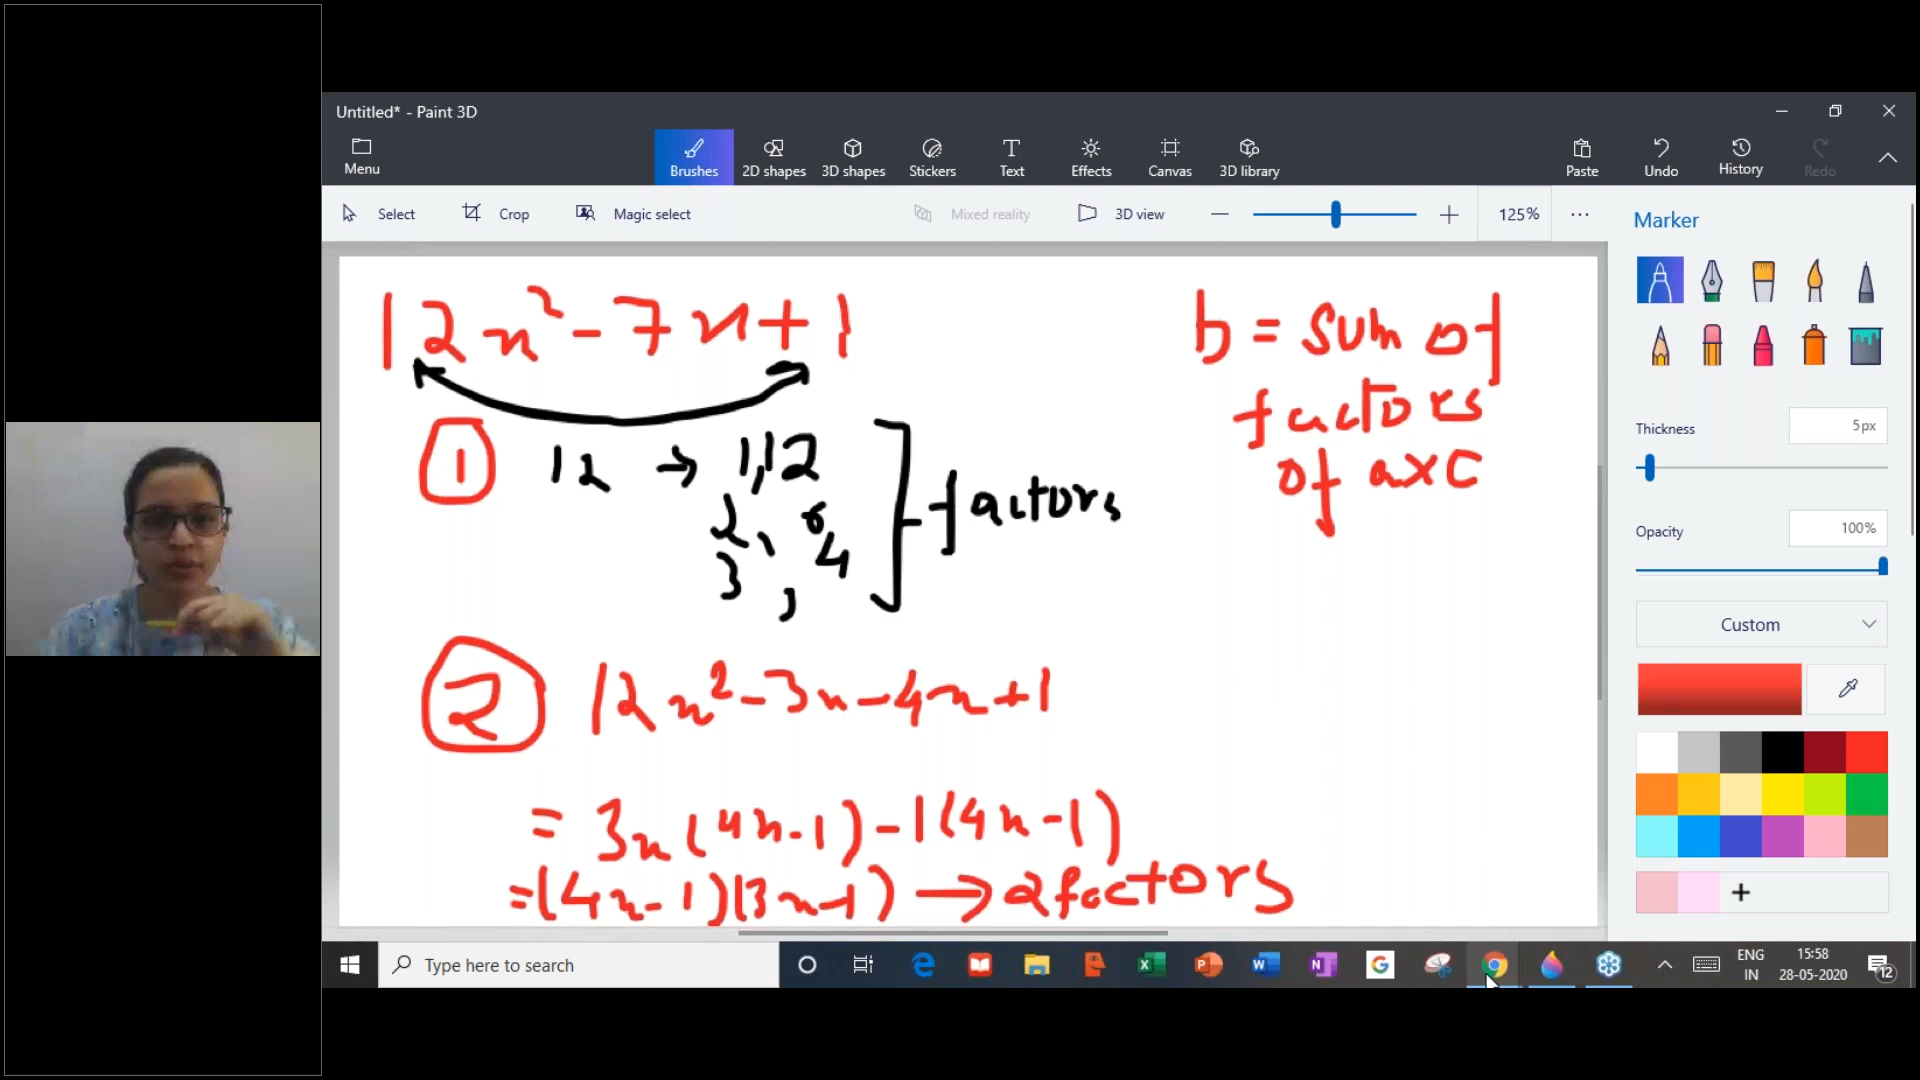 Untitled* - Paint 3D
Menu
Brushes
2D shapes
3D shapes
Stickers
Text
Effects
Canvas
3D library
Paste
Undo
History
Redo
Select
Crop
Magic select
Mixed reality
3D view
125%
Marker
Thickness
5px
Opacity
100%
Custom
12x² - 7x + 1
b = sum of
factors
of axc
1 12 → 1,12
2, 6
3, 4
factors
2 12x² - 3x - 4x + 1
= 3x(4x-1) - 1(4x-1)
= (4x-1)(3x-1) → 2 factors
Type here to search
ENG
IN
15:58
28-05-2020
12